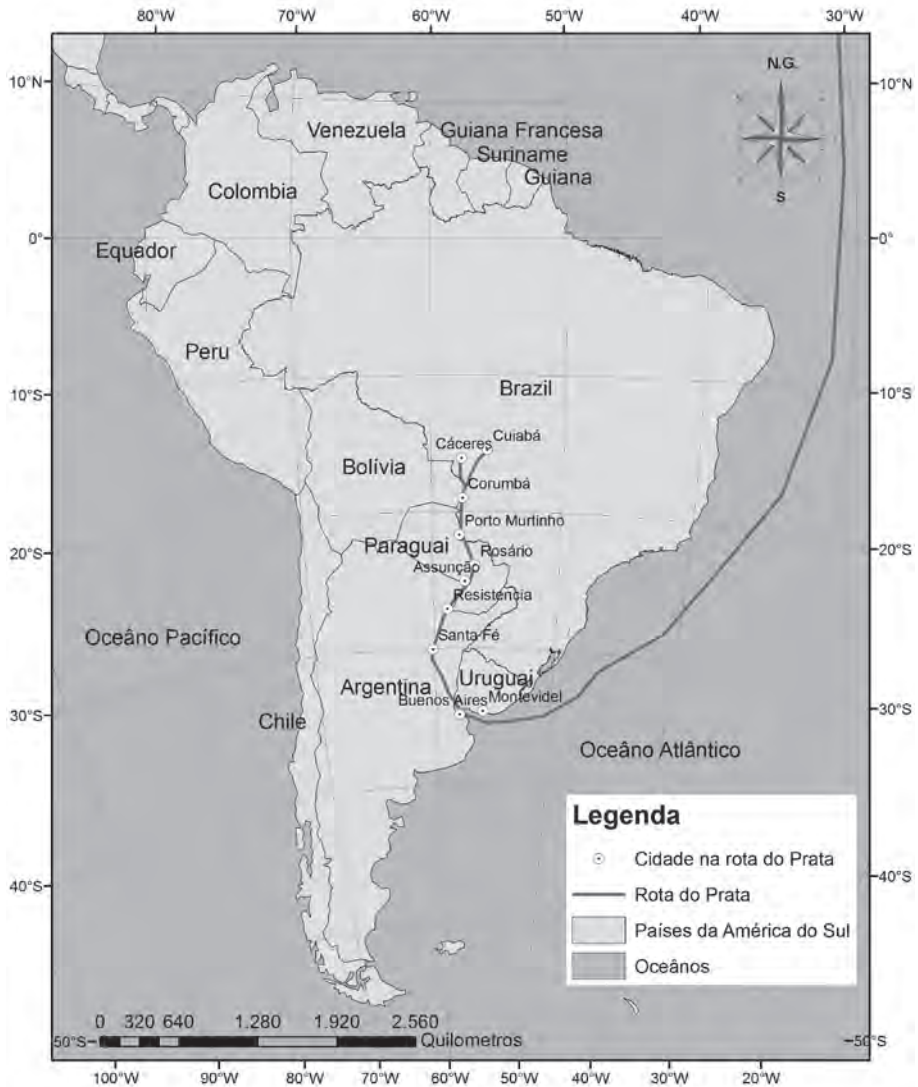 80°W 70°W 60°W 50°W 40°W 30°W
10°N 10°N
N.G.
S
Venezuela
Guiana Francesa
Suriname
Guiana
Colombia
0° 0°
Equador
Peru
Brazil
10°S 10°S
Cáceres
Cuiabá
Bolívia
Corumbá
Porto Murtinho
20°S 20°S
Paraguai
Rosário
Assunção
Resistencia
Oceâno Pacífico
Santa Fé
Uruguai
Argentina
Buenos Aires
Montevidel
30°S 30°S
Chile
Oceâno Atlântico
Legenda
Cidade na rota do Prata
40°S 40°S
Rota do Prata
Países da América do Sul
Oceânos
0 320 640 1.280 1.920 2.560
Quilometros
50°S 50°S
100°W 90°W 80°W 70°W 60°W 50°W 40°W 30°W 20°W